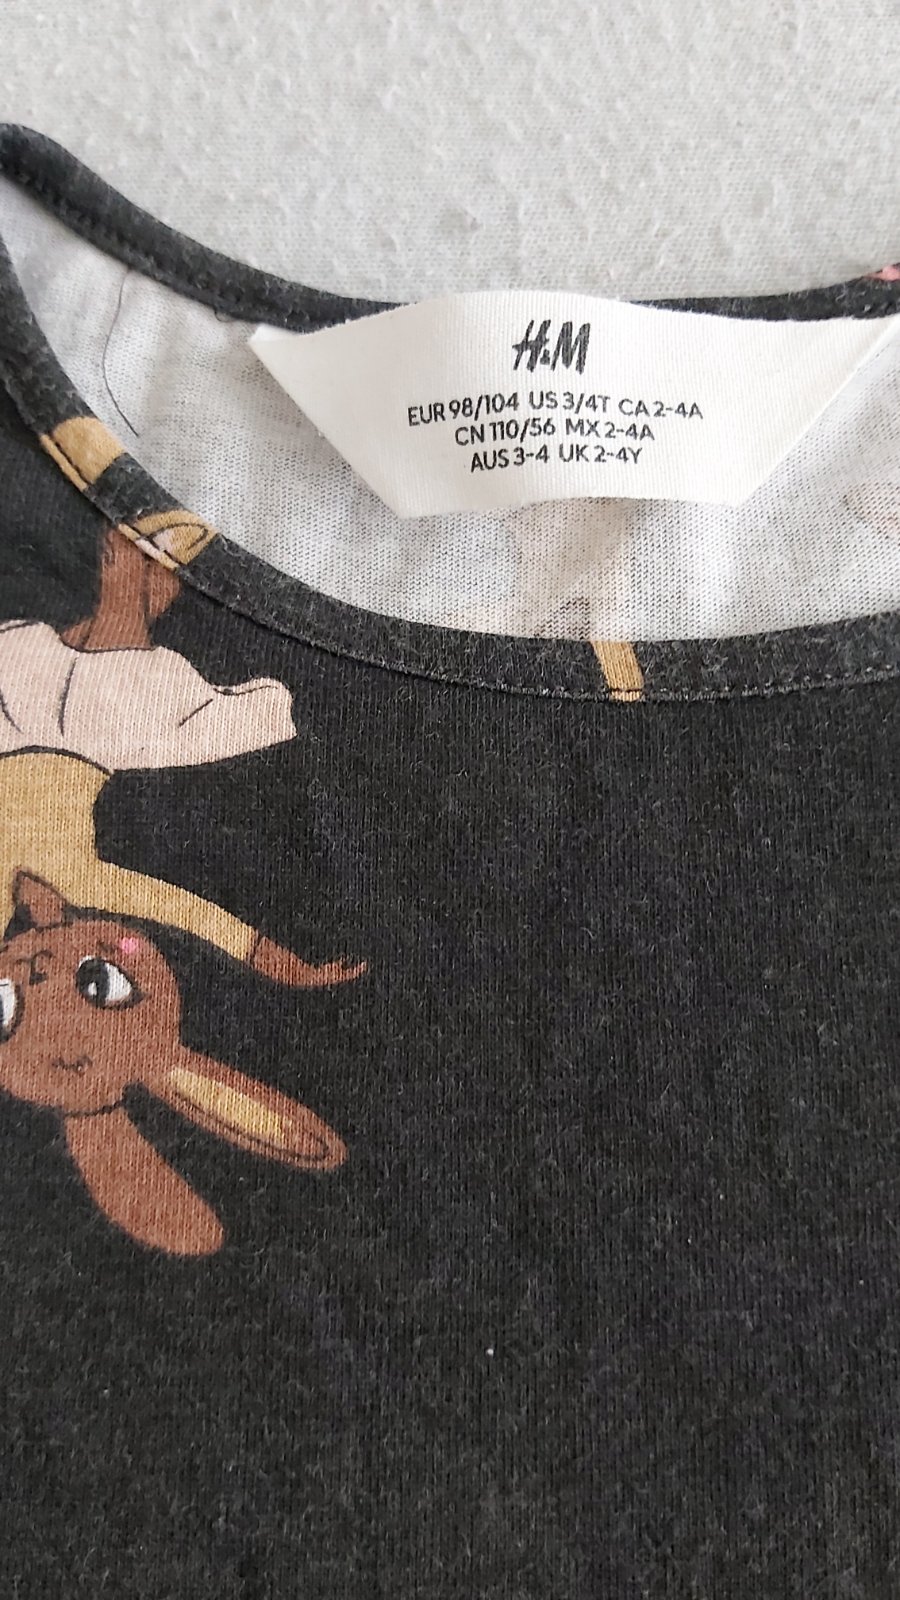 H&M
EUR 98/104 US 3/4T CA 2-4A
CN 110/56 MX 2-4A
AUS 3-4 UK 2-4Y